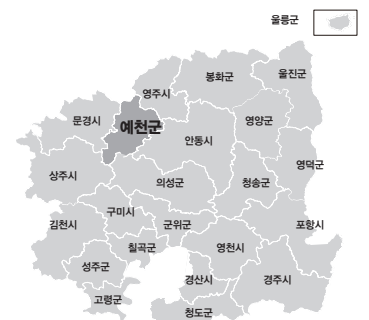 울릉군
봉화군
울진군
영주시
영양군
문경시
예천군
안동시
영덕군
상주시
의성군
청송군
구미시
김천시
군위군
포항시
칠곡군
영천시
성주군
경산시
경주시
고령군
청도군